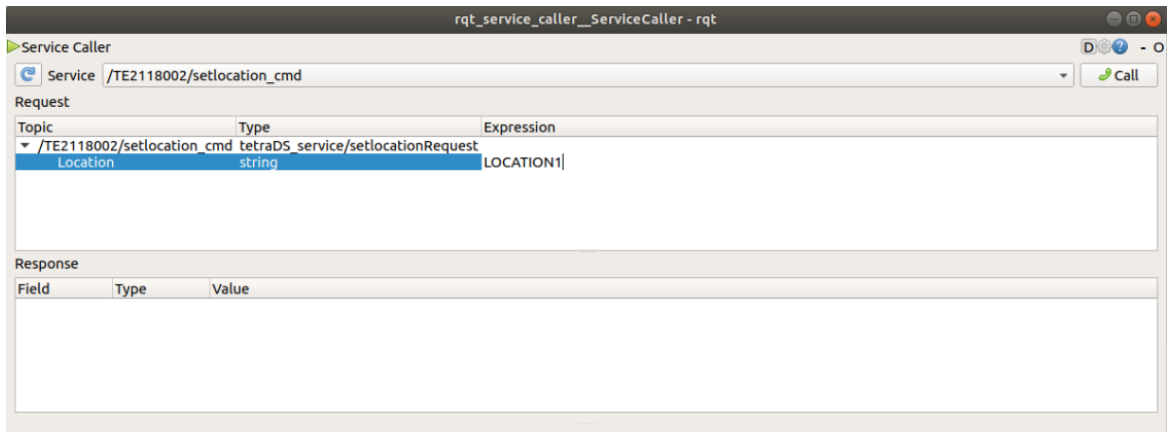 rqt_service_caller__ServiceCaller - rqt
Service Caller D - O
Service /TE2118002/setlocation_cmd Call
Request
Topic Type Expression
/TE2118002/setlocation_cmd tetraDS_service/setlocationRequest
Location string LOCATION1
Response
Field Type Value